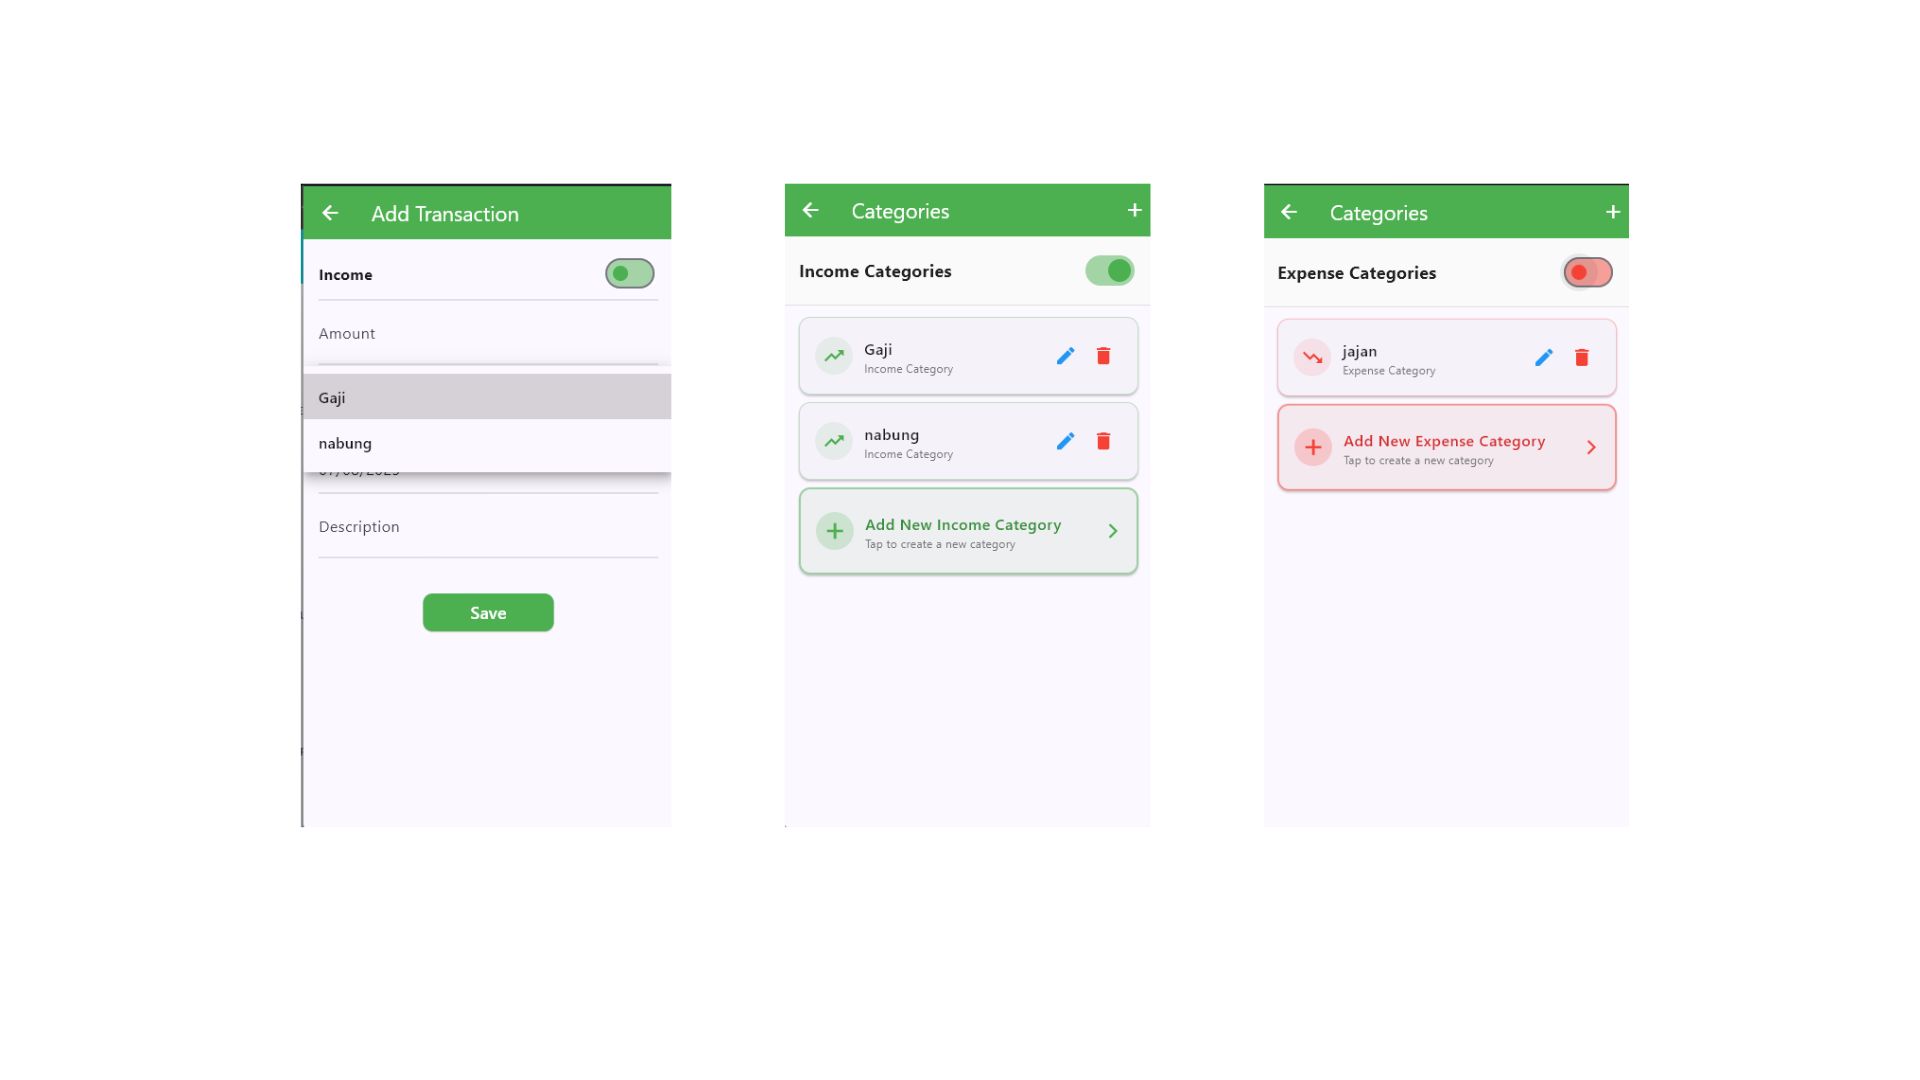 Add Transaction
Income
Amount
Gaji
nabung
Description
Save
Categories
Income Categories
Gaji
Income Category
nabung
Income Category
Add New Income Category
Tap to create a new category
Categories
Expense Categories
jajan
Expense Category
Add New Expense Category
Tap to create a new category